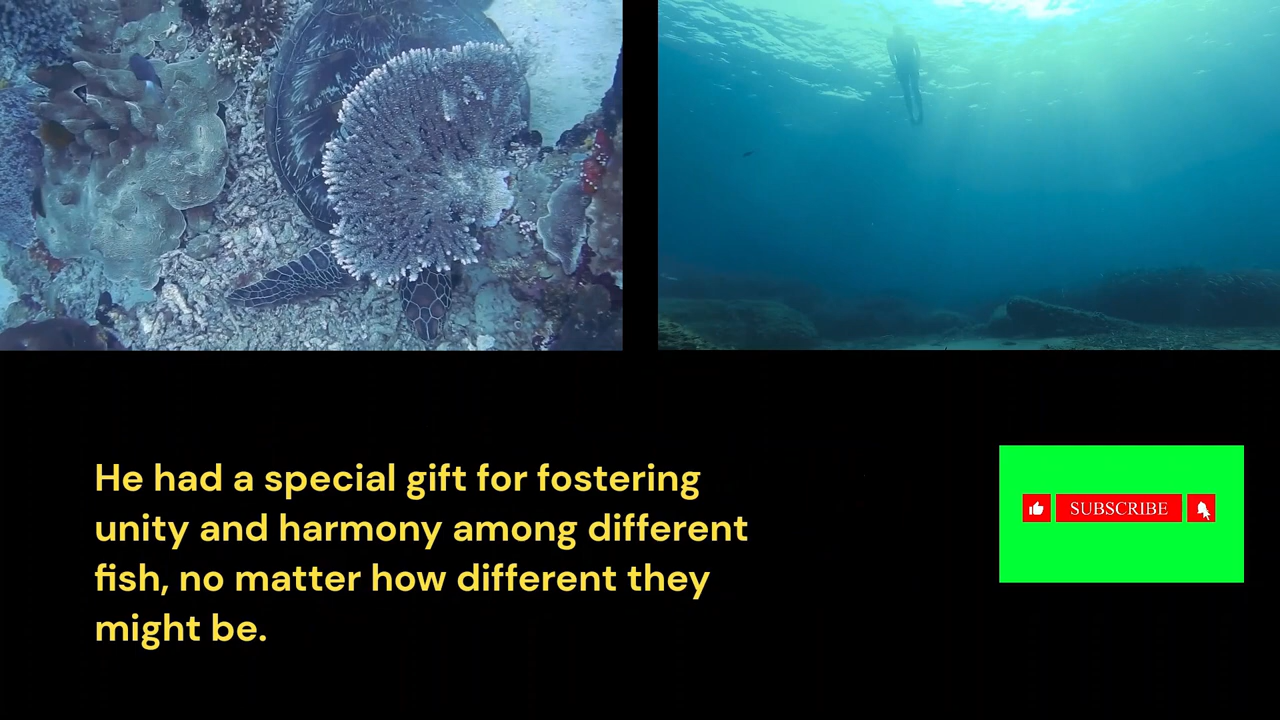 He had a special gift for fostering
unity and harmony among different
fish, no matter how different they
might be.
SUBSCRIBE